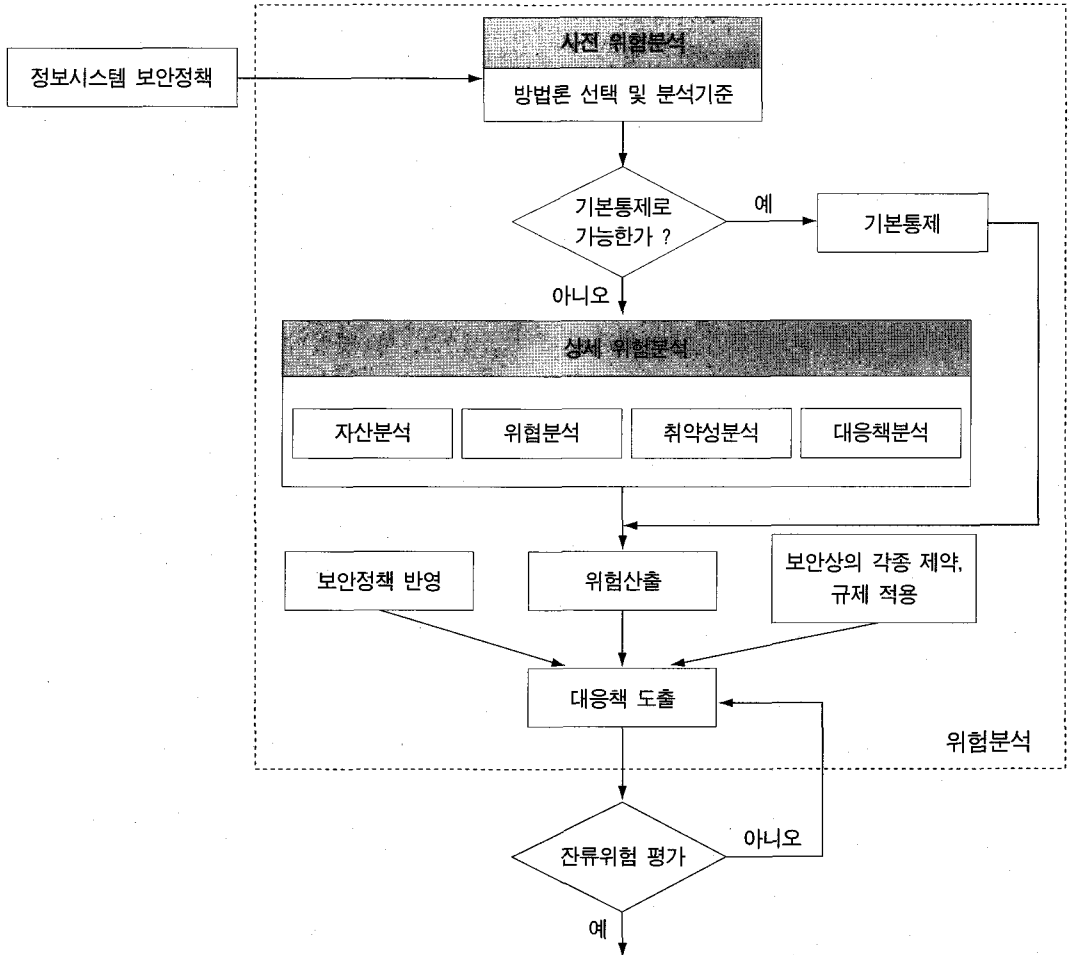 사전 위험분석
정보시스템 보안정책
방법론 선택 및 분석기준
기본통제로
가능한가 ?
예
기본통제
아니오
상세 위험분석
자산분석
위협분석
취약성분석
대응책분석
보안정책 반영
위험산출
보안상의 각종 제약,
규제 적용
대응책 도출
위험분석
잔류위험 평가
아니오
예